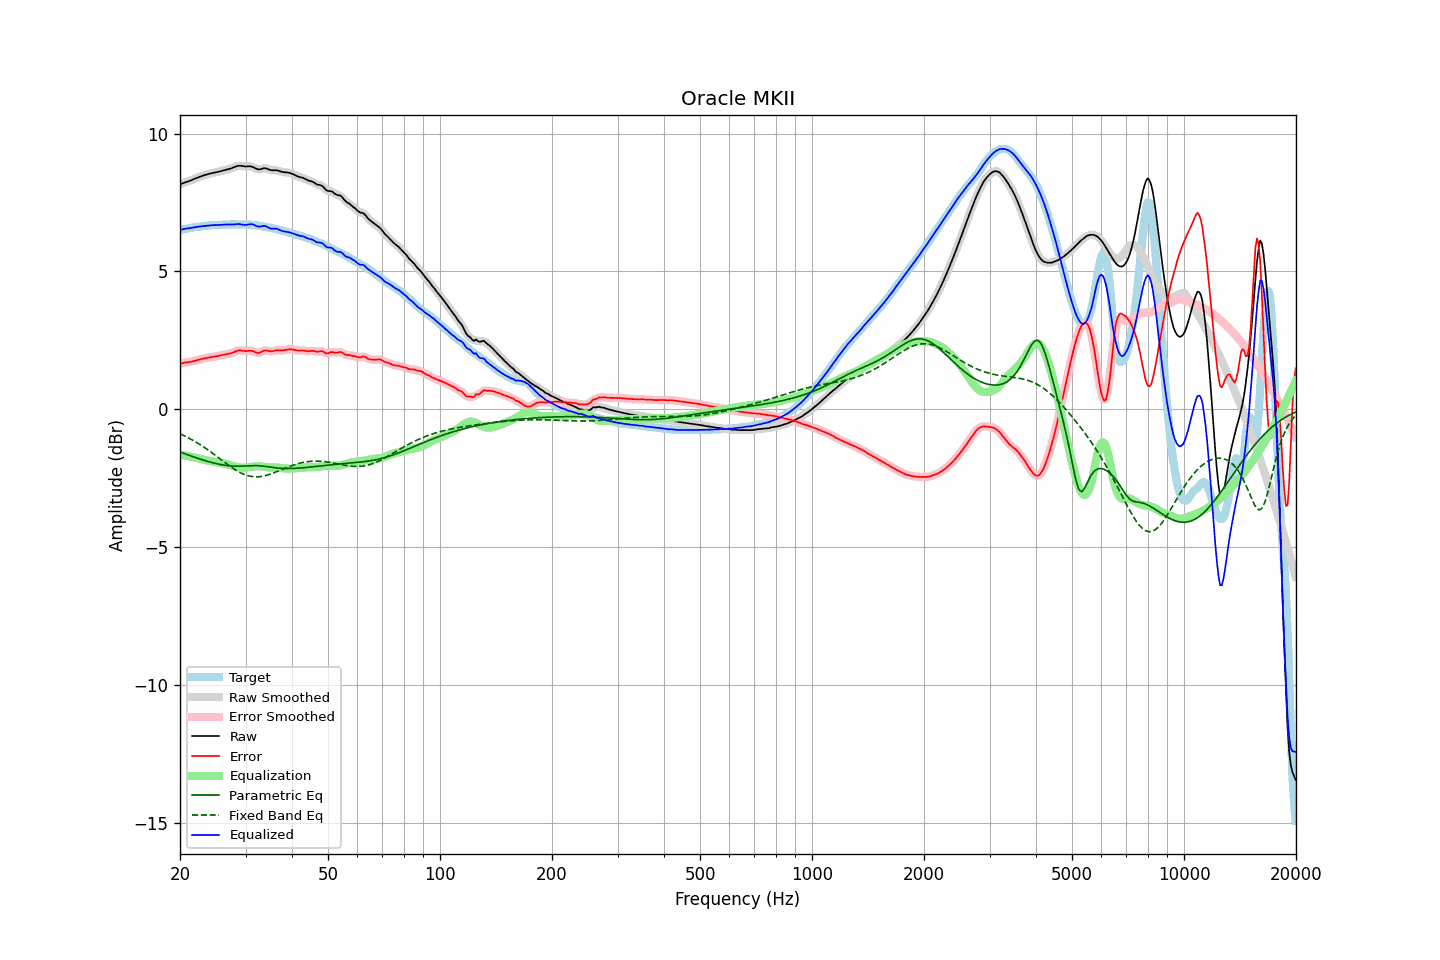 Oracle MKII
Amplitude (dBr)
10
5
0
−5
−10
−15
Target
Raw Smoothed
Error Smoothed
Raw
Error
Equalization
Parametric Eq
Fixed Band Eq
Equalized
20
50
100
200
500
1000
2000
5000
10000
20000
Frequency (Hz)